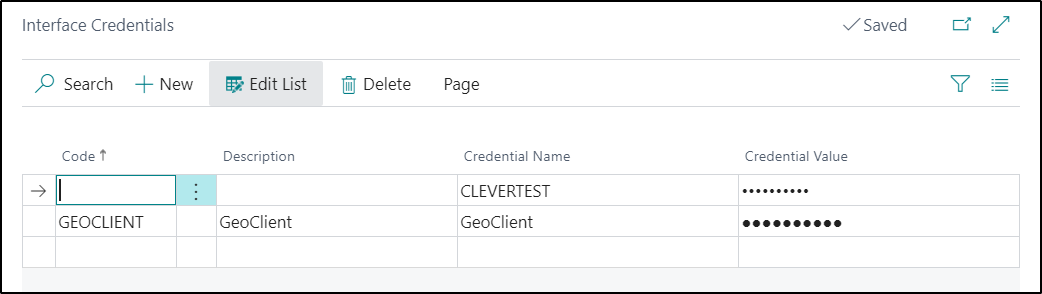 Interface Credentials Saved
Search New Edit List Delete Page
Code ↑ Description Credential Name Credential Value
CLEVERTEST ••••••••••
GEOCLIENT GeoClient GeoClient ●●●●●●●●●●